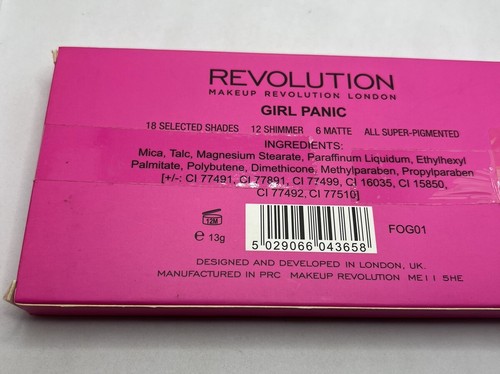 REVOLUTION
MAKEUP REVOLUTION LONDON
GIRL PANIC
18 SELECTED SHADES 12 SHIMMER 6 MATTE ALL SUPER-PIGMENTED
INGREDIENTS:
Mica, Talc, Magnesium Stearate, Paraffinum Liquidum, Ethylhexyl
Palmitate, Polybutene, Dimethicone, Methylparaben, Propylparaben
[+/-: CI 77491, CI 77891, CI 77499, CI 16035, CI 15850,
CI 77492, CI 77510]
12M
e 13g
5 029066 043658
FOG01
DESIGNED AND DEVELOPED IN LONDON, UK.
MANUFACTURED IN PRC MAKEUP REVOLUTION ME11 5HE